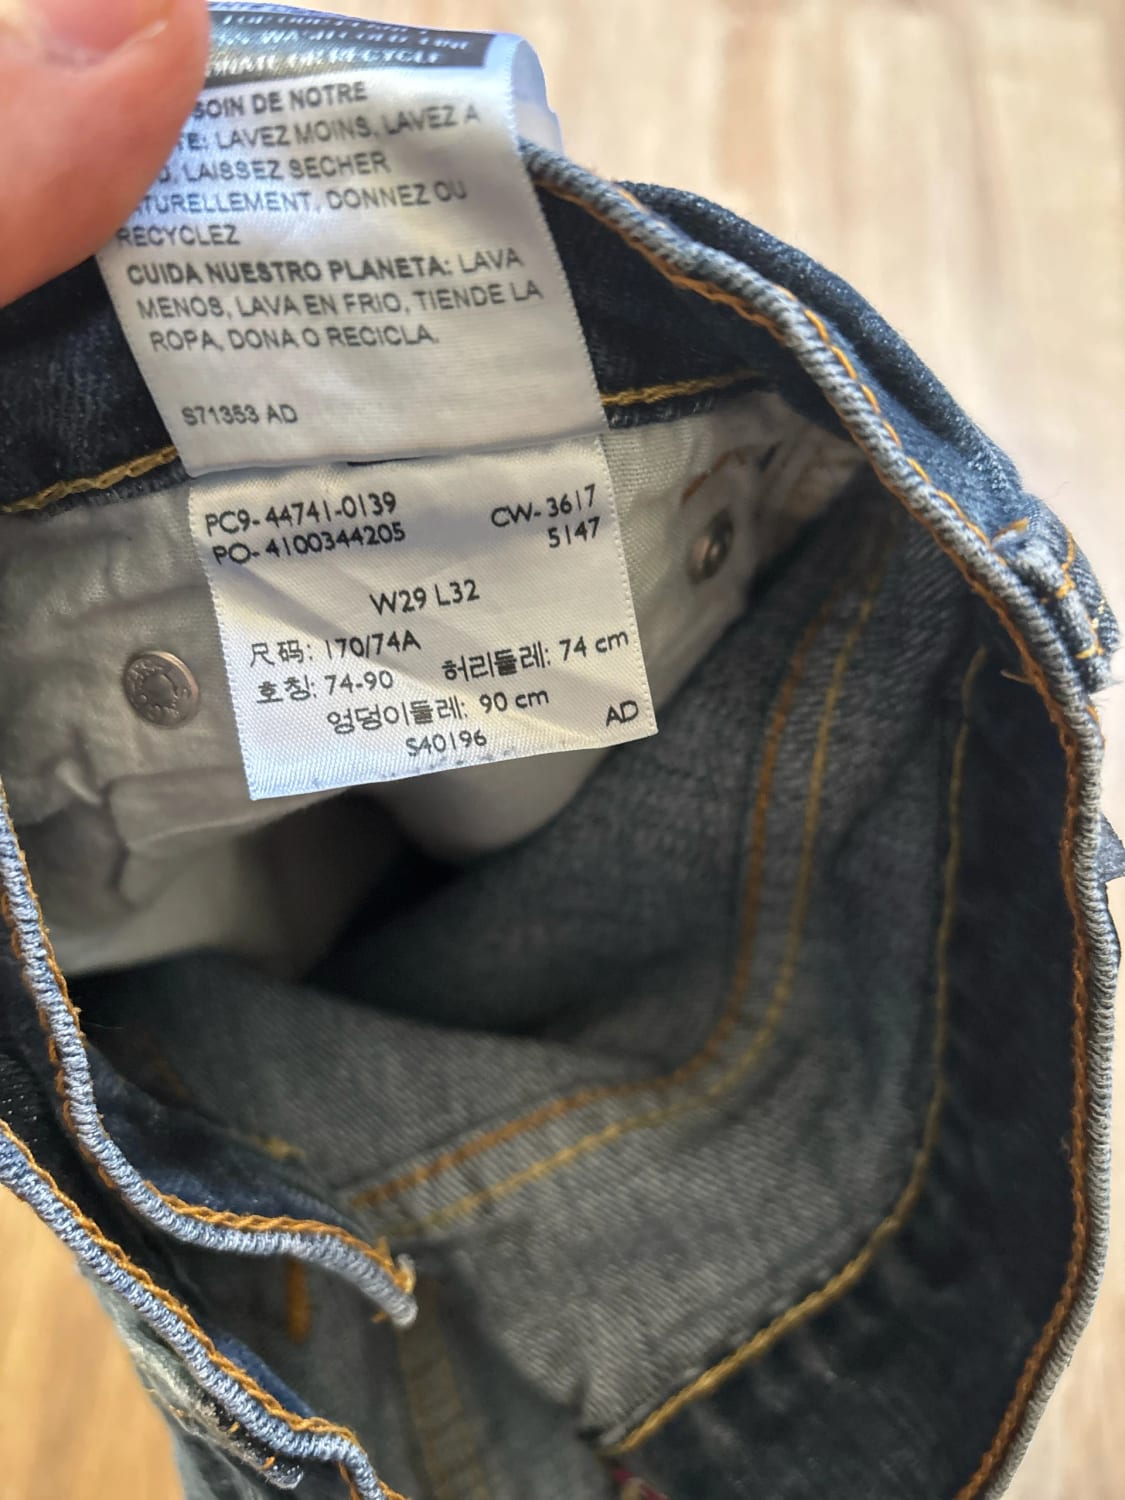 SOIN DE NOTRE
LAVEZ MOINS, LAVEZ A
LAISSEZ SECHER
DONNEZ OU
RECYCLEZ
CUIDA NUESTRO PLANETA: LAVA
MENOS, LAVA EN FRIO, TIENDE LA
ROPA, DONA O RECICLA.
S71353 AD
PC9-44741-0139
CW-3617
PO-4100344205
5147
W29 L32
尺码: 170/74A
호칭: 74-90
허리둘레: 74 cm
엉덩이둘레: 90 cm
AD
S40196